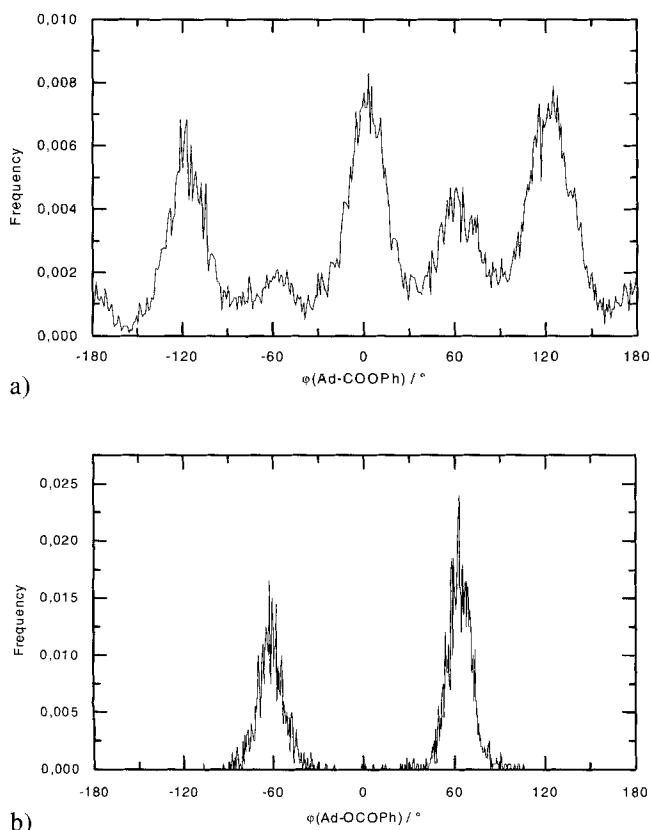 0,010
0,008
0,006
0,004
0,002
0,000
Frequency
-180 -120 -60 0 60 120 180
φ(Ad-COOPh) / °
a)
0,025
0,020
0,015
0,010
0,005
0,000
Frequency
-180 -120 -60 0 60 120 180
φ(Ad-OCOPh) / °
b)